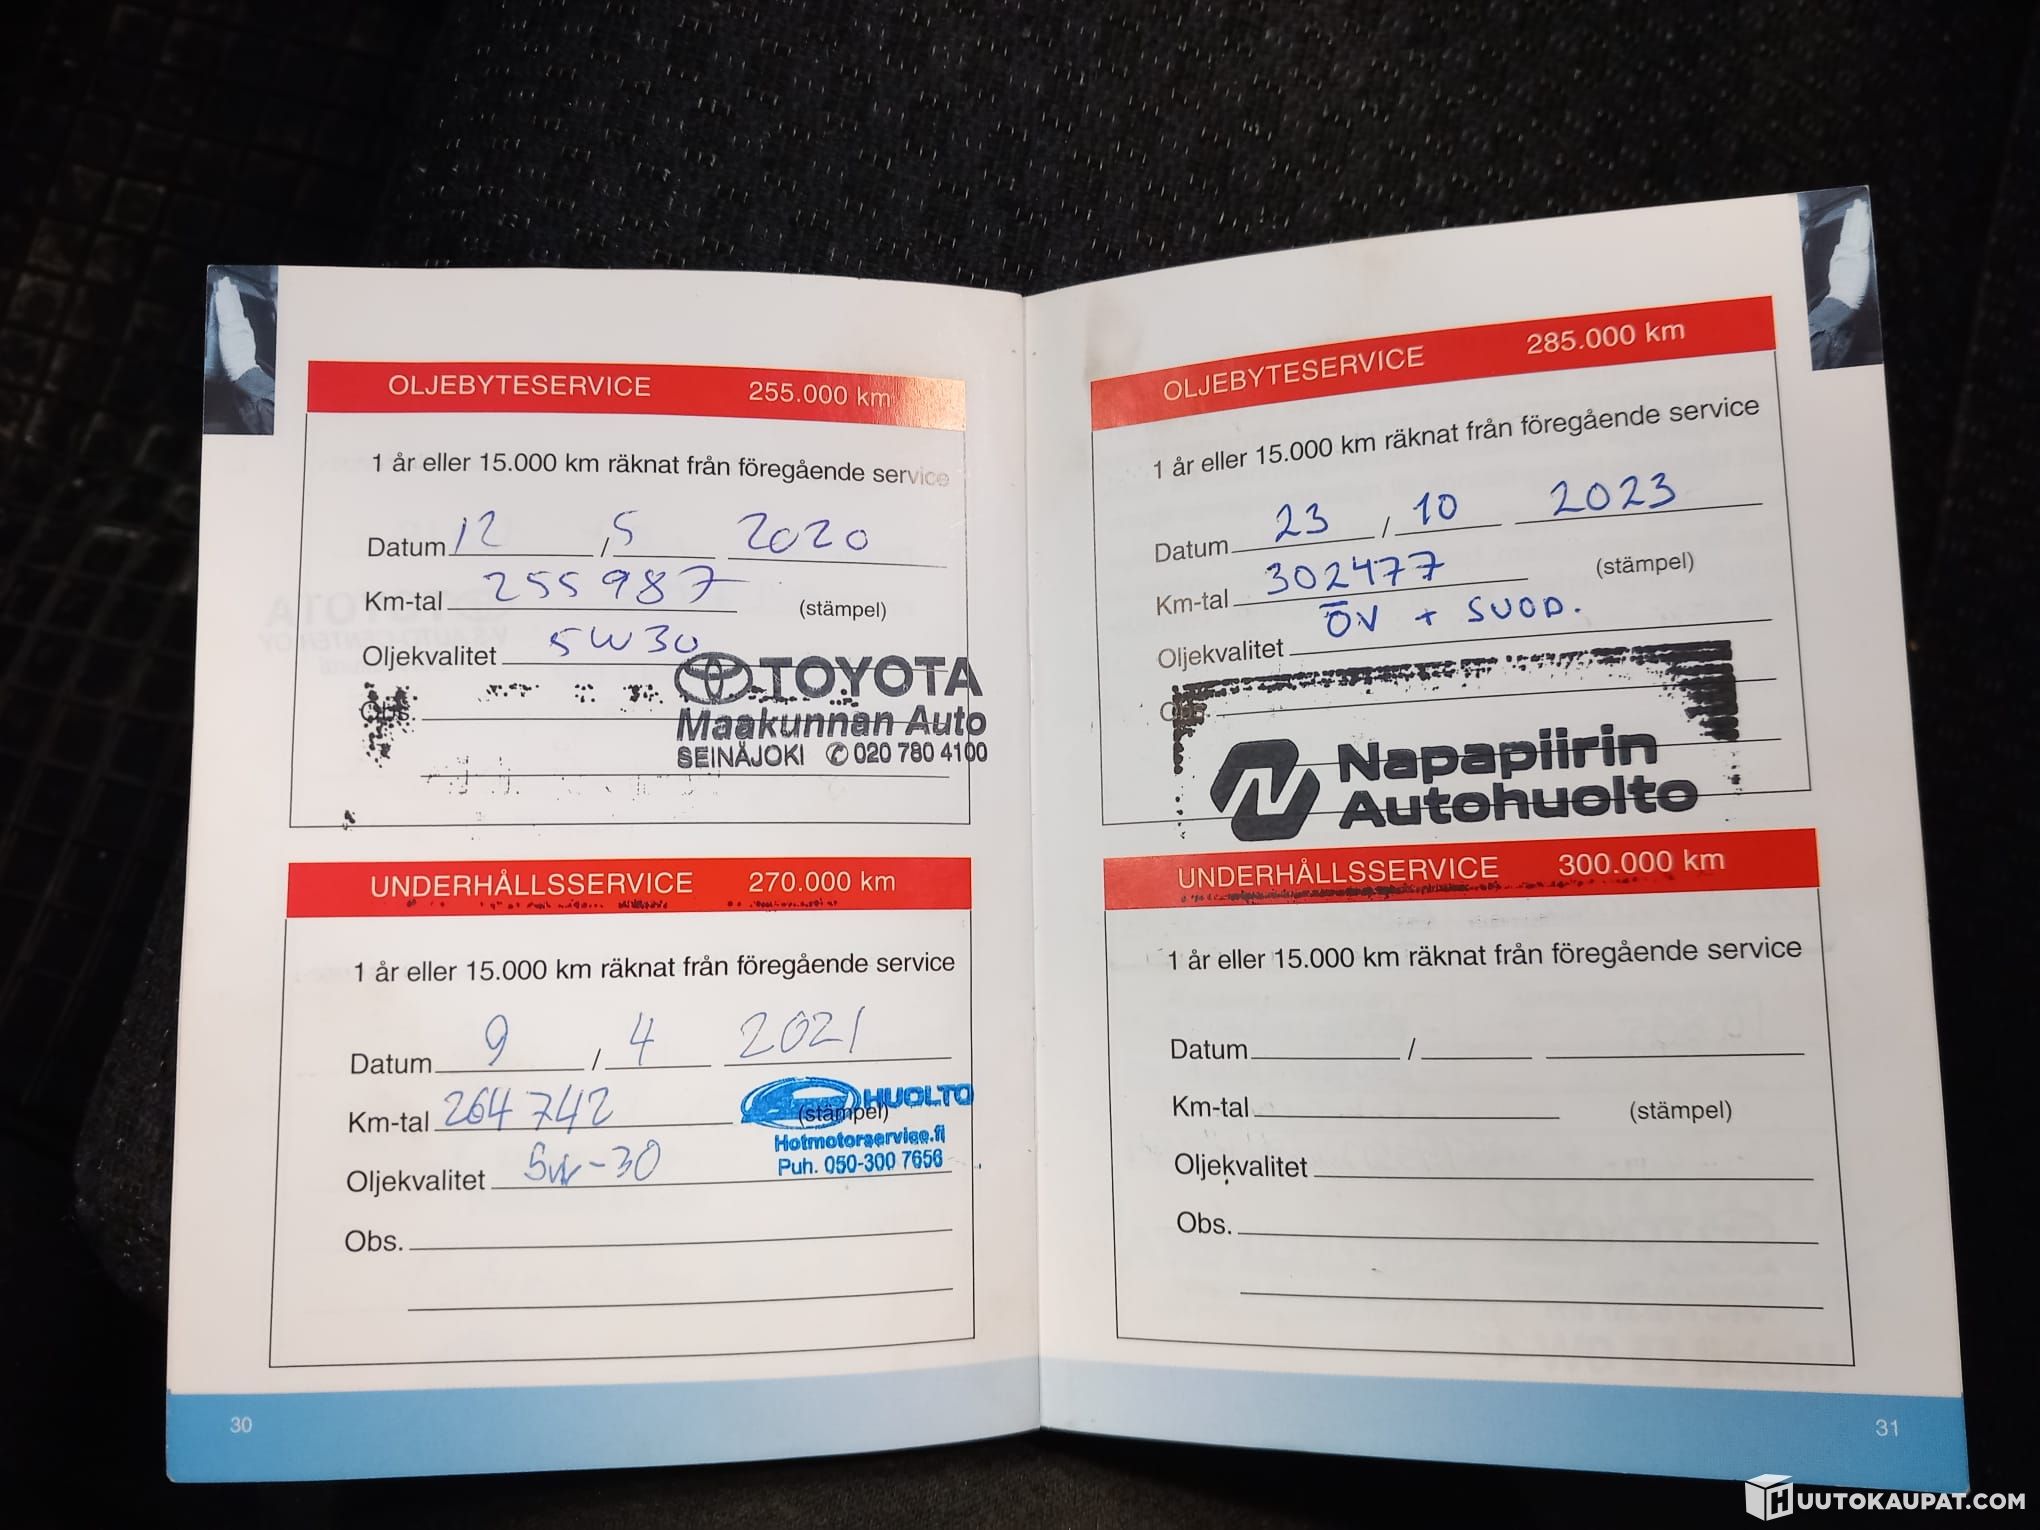 OLJEBYTESERVICE 255.000 km
1 år eller 15.000 km räknat från föregående service
Datum 12 / 5 2020
Km-tal 255987 (stämpel)
Oljekvalitet 5W30
Obs.
TOYOTA
Maakunnan Auto
SEINÄJOKI ✆ 020 780 4100
UNDERHÅLLSSERVICE 270.000 km
1 år eller 15.000 km räknat från föregående service
Datum 9 / 4 2021
Km-tal 264742 (stämpel)
HUOLTO
Hotmotorservice.fi
Puh. 050-300 7656
Oljekvalitet 5w-30
Obs.
30
OLJEBYTESERVICE 285.000 km
1 år eller 15.000 km räknat från föregående service
Datum 23 / 10 2023
Km-tal 302477 (stämpel)
Oljekvalitet ÖV + SUOD.
Obs.
Napapiirin
Autohuolto
UNDERHÅLLSSERVICE 300.000 km
1 år eller 15.000 km räknat från föregående service
Datum /
Km-tal (stämpel)
Oljekvalitet
Obs.
31
HUUTOKAUPAT.COM